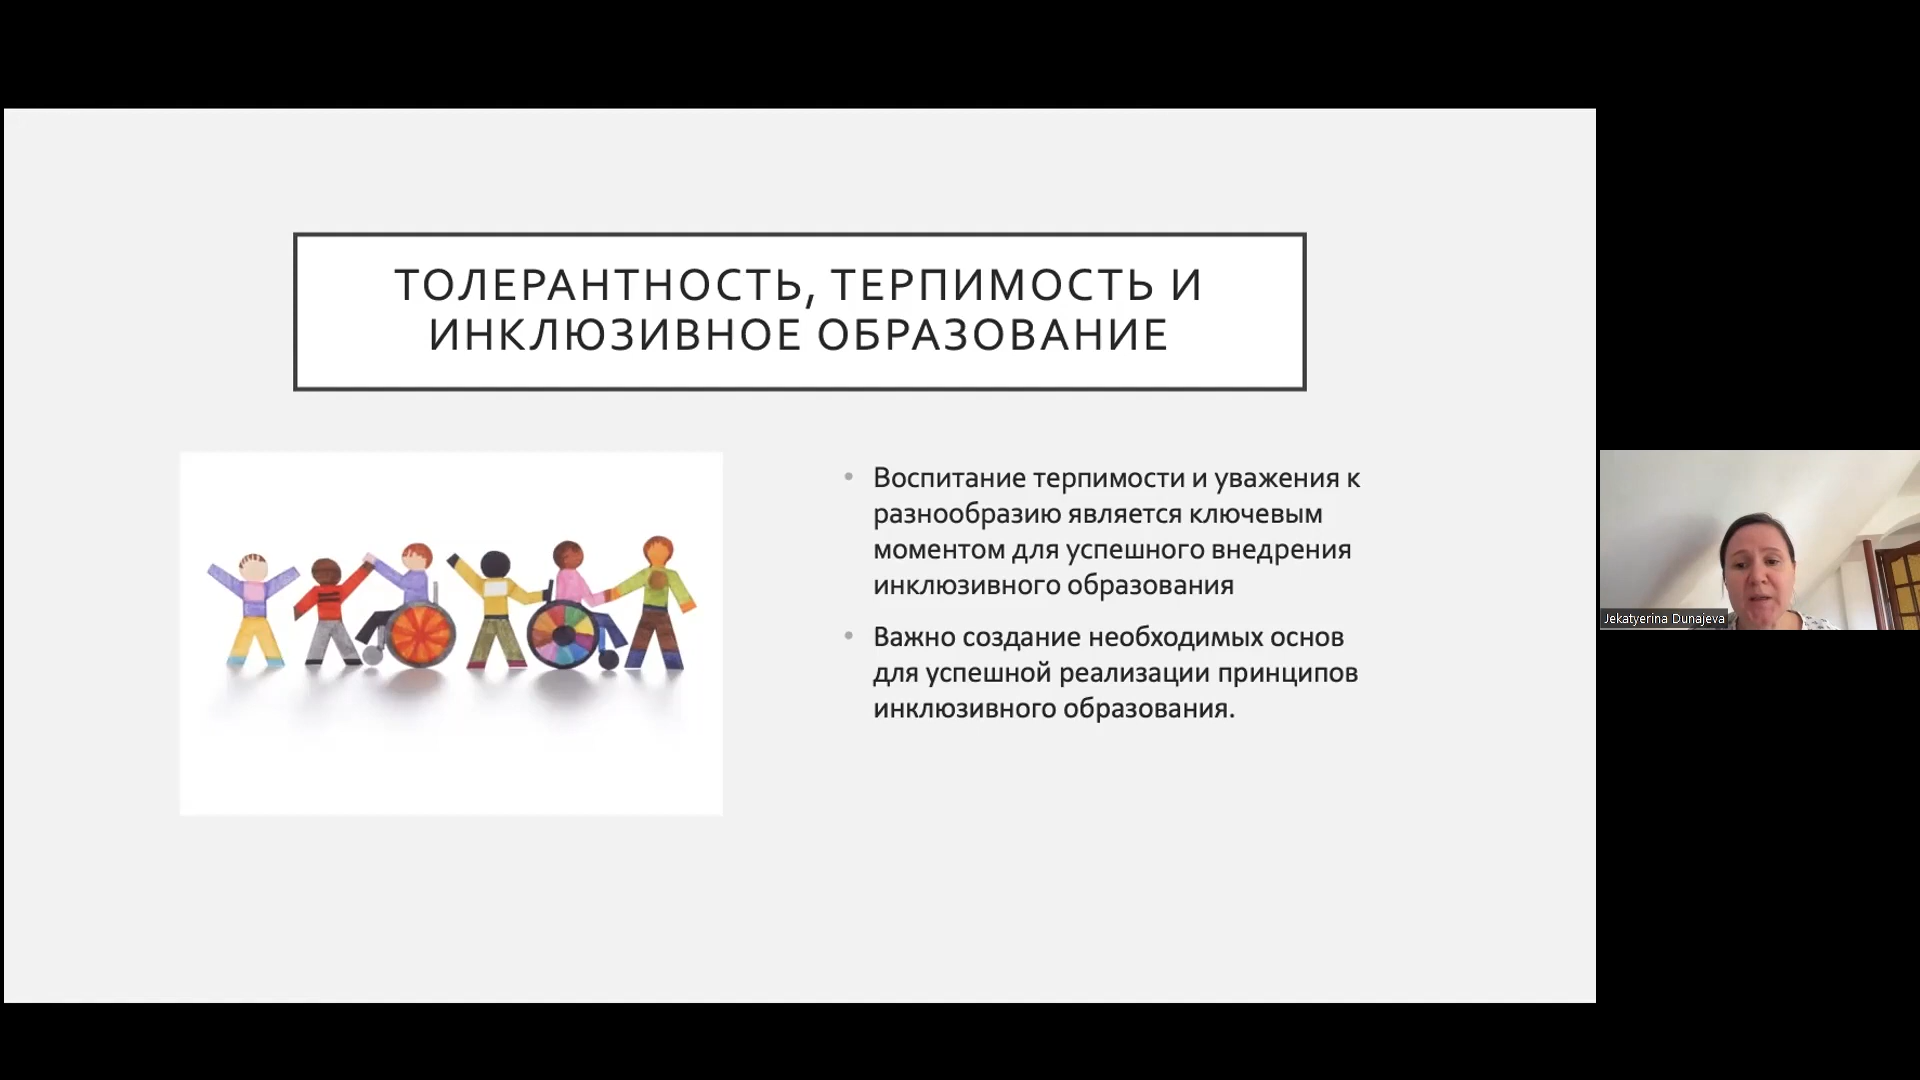 ТОЛЕРАНТНОСТЬ, ТЕРПИМОСТЬ И
ИНКЛЮЗИВНОЕ ОБРАЗОВАНИЕ
• Воспитание терпимости и уважения к
разнообразию является ключевым
моментом для успешного внедрения
инклюзивного образования
• Важно создание необходимых основ
для успешной реализации принципов
инклюзивного образования.
Jekatyerina Dunajeva